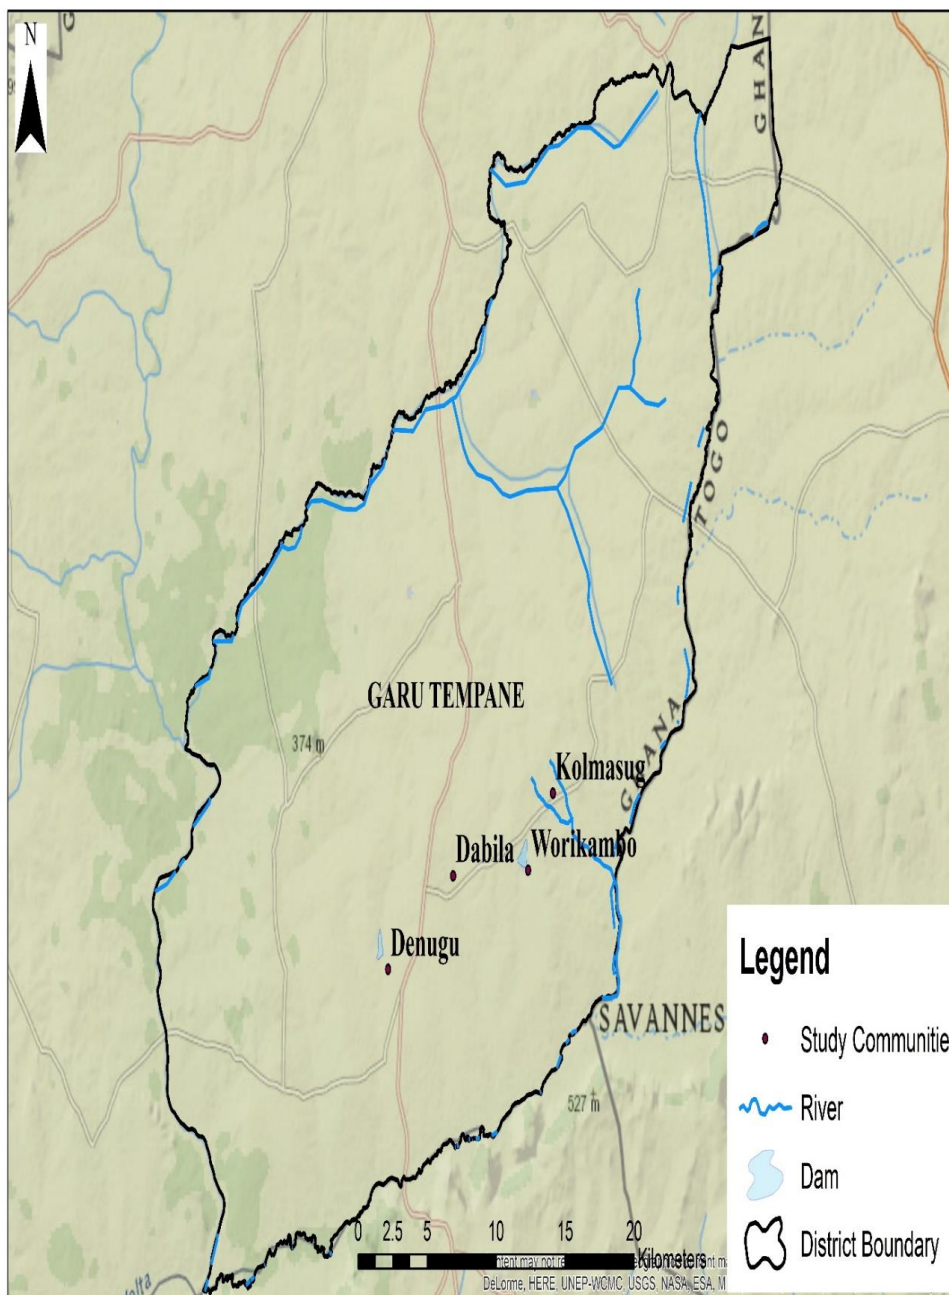 N
GHAN
TOGO
GARU TEMPANE
GHANA
374 m
Kolmasug
Dabila
Worikambo
Denugu
SAVANNES
527 m
Legend
Study Communitie
River
Dam
District Boundary
0 2.5 5 10 15 20
Kilometers
DeLorme, HERE, UNEP-WCMC, USGS, NASA, ESA, M